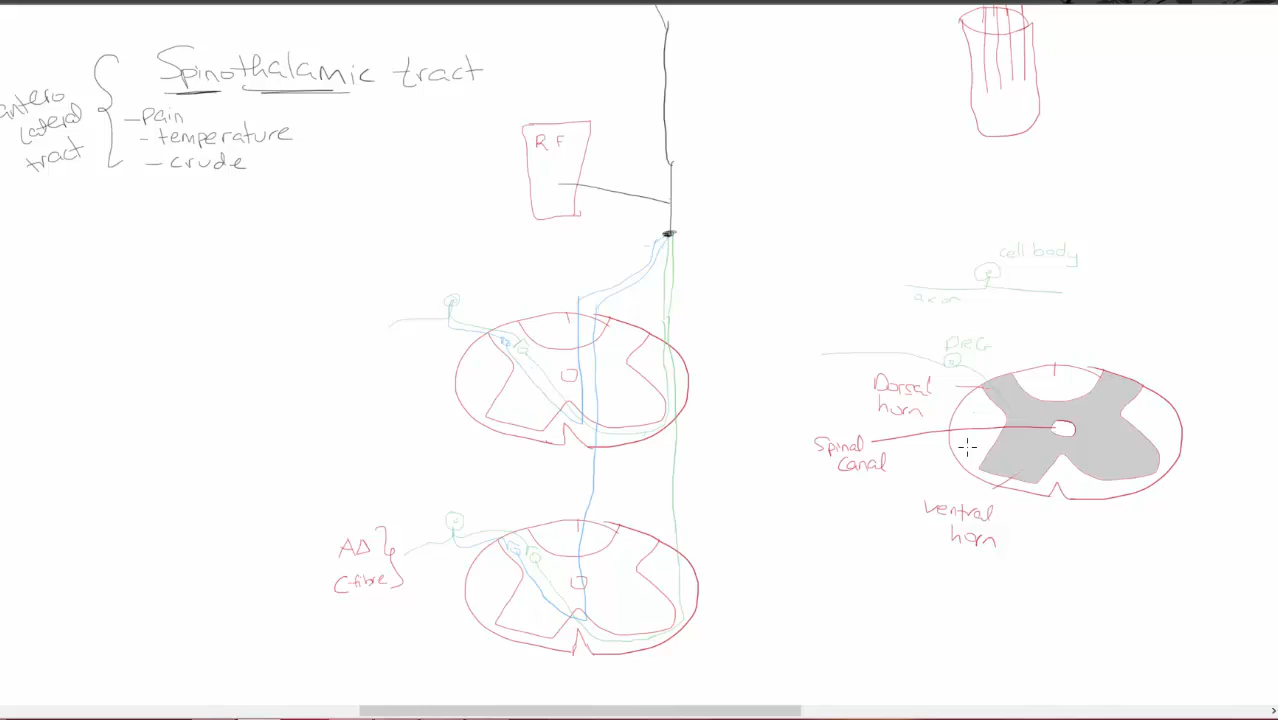 Spinothalamic tract
antero
lateral
tract
-pain
-temperature
-crude
RF
cell body
axon
DRG
Dorsal
horn
Spinal
canal
ventral
horn
AΔ
C fibre